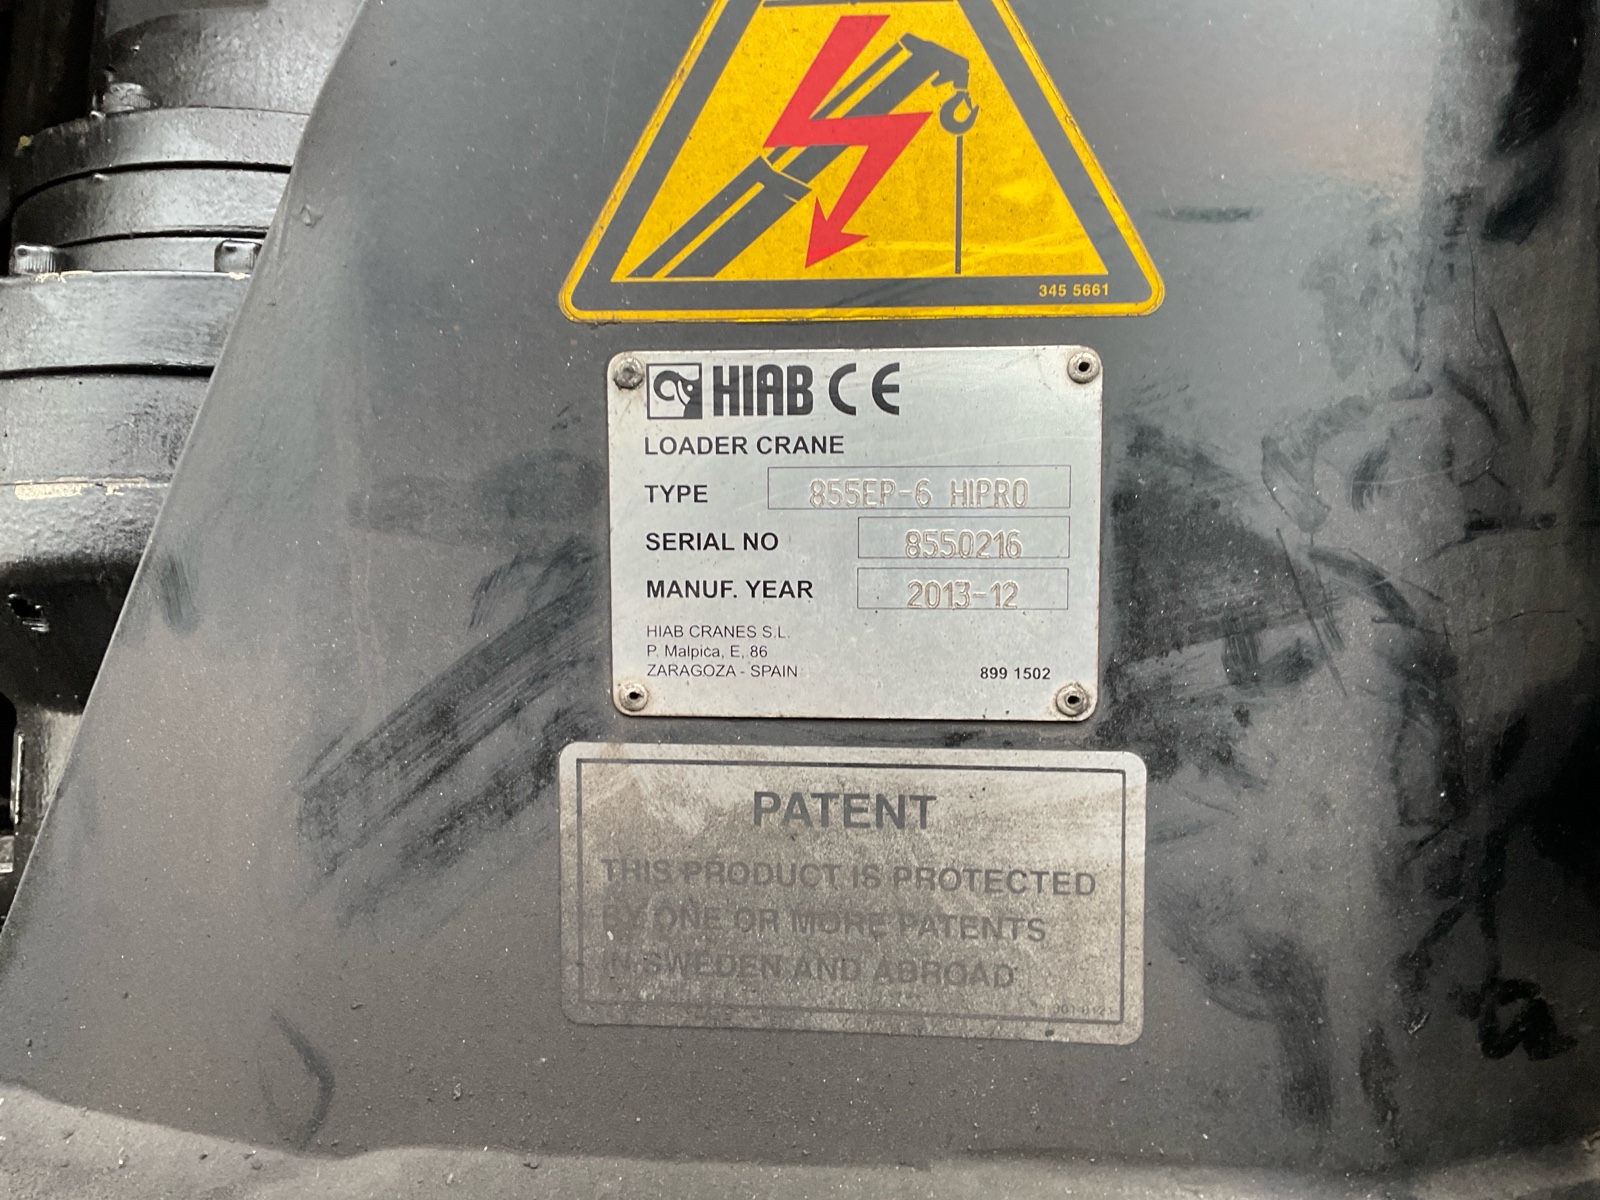 345 5661
HIAB CE
LOADER CRANE
TYPE 855EP-6 HIPRO
SERIAL NO 8550216
MANUF. YEAR 2013-12
HIAB CRANES S.L.
P. Malpica, E, 86
ZARAGOZA - SPAIN 899 1502
PATENT
THIS PRODUCT IS PROTECTED
BY ONE OR MORE PATENTS
IN SWEDEN AND ABROAD